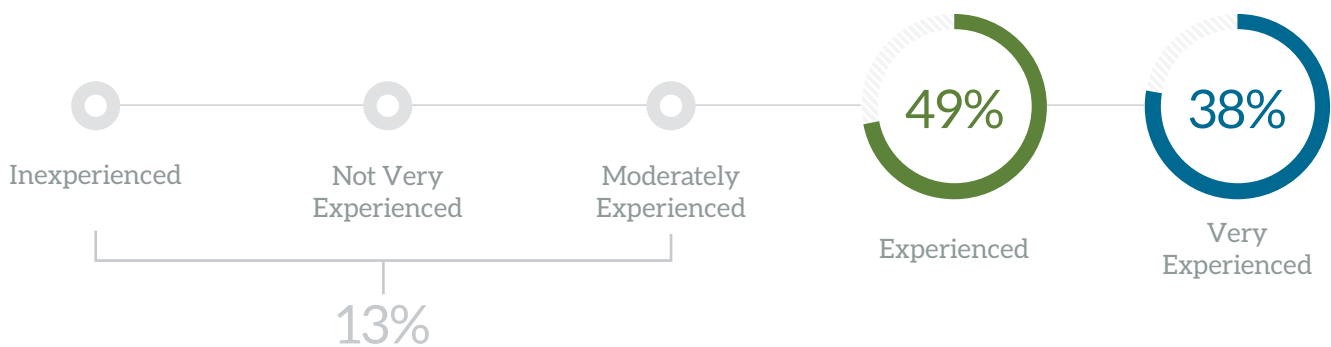 49%
38%
Inexperienced
Not Very
Experienced
Moderately
Experienced
Experienced
Very
Experienced
13%